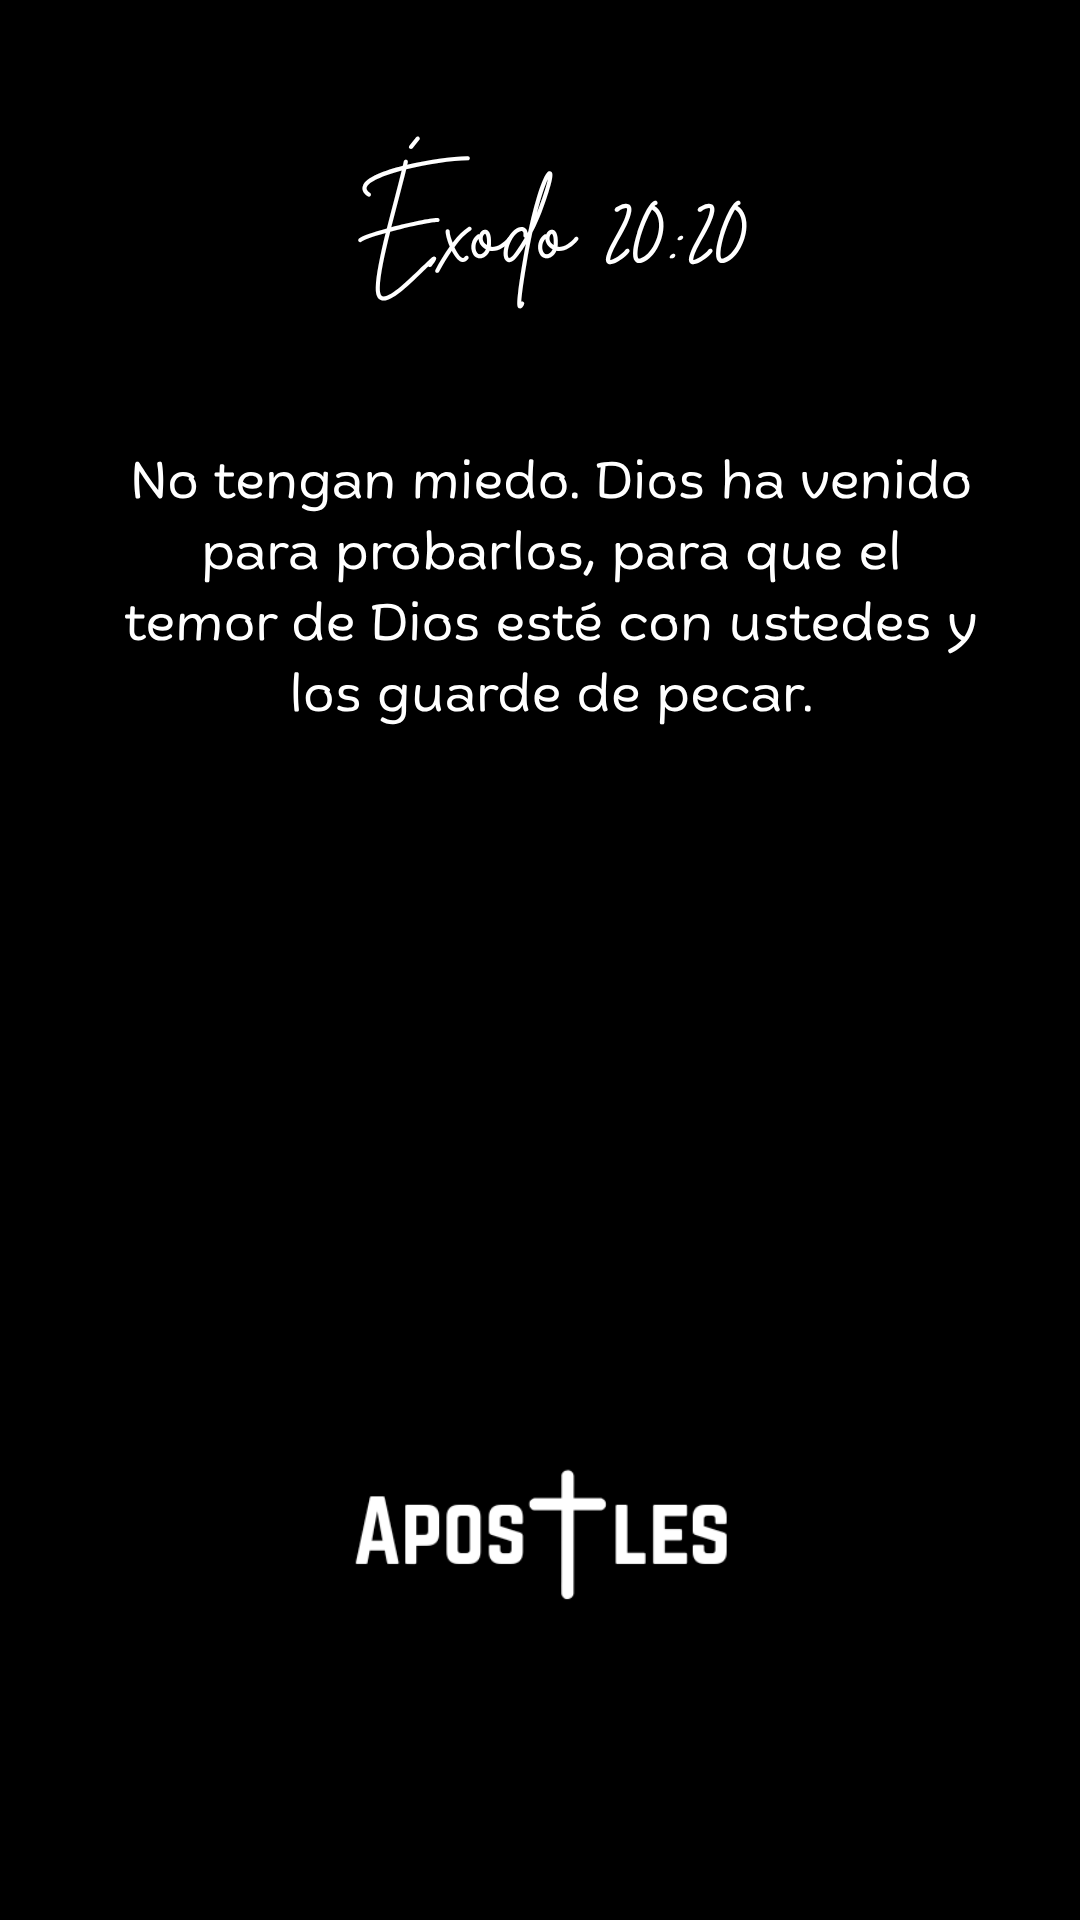 Éxodo 20:20
No tengan miedo. Dios ha venido
para probarlos, para que el
temor de Dios esté con ustedes y
los guarde de pecar.
APOSTLES